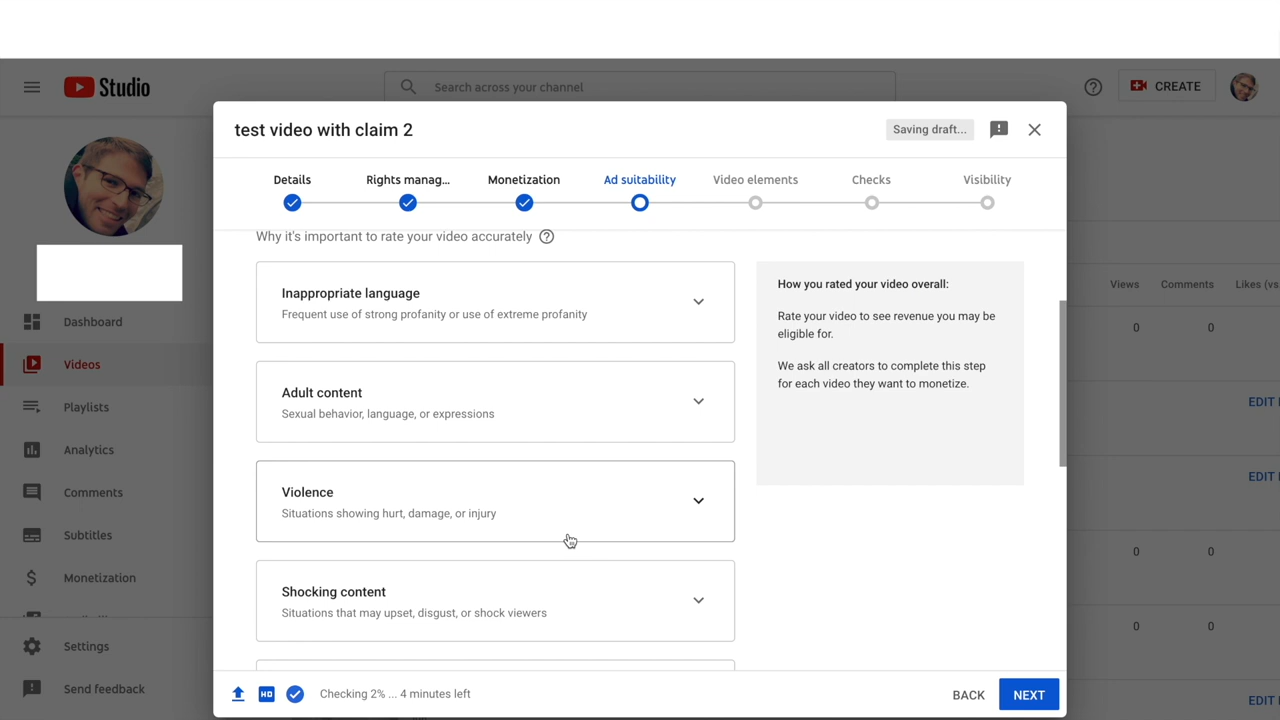 Studio
Search across your channel
CREATE
test video with claim 2
Saving draft...
Details
Rights manag...
Monetization
Ad suitability
Video elements
Checks
Visibility
Why it's important to rate your video accurately
Inappropriate language
Frequent use of strong profanity or use of extreme profanity
Adult content
Sexual behavior, language, or expressions
Violence
Situations showing hurt, damage, or injury
Shocking content
Situations that may upset, disgust, or shock viewers
How you rated your video overall:
Rate your video to see revenue you may be
eligible for.
We ask all creators to complete this step
for each video they want to monetize.
HD
Checking 2% ... 4 minutes left
BACK
NEXT
Dashboard
Videos
Playlists
Analytics
Comments
Subtitles
Monetization
Settings
Send feedback
Views
Comments
Likes (vs
0
0
EDIT
EDIT
0
0
0
0
EDIT